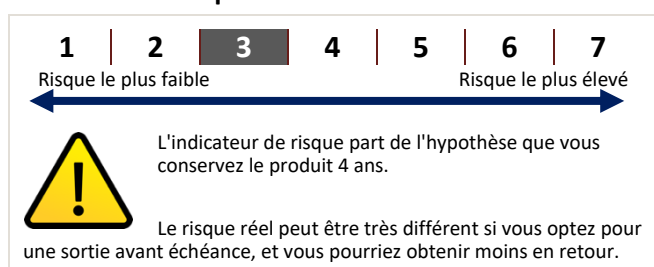 1 2 3 4 5 6 7
Risque le plus faible Risque le plus élevé
L'indicateur de risque part de l'hypothèse que vous
conservez le produit 4 ans.
Le risque réel peut être très différent si vous optez pour
une sortie avant échéance, et vous pourriez obtenir moins en retour.